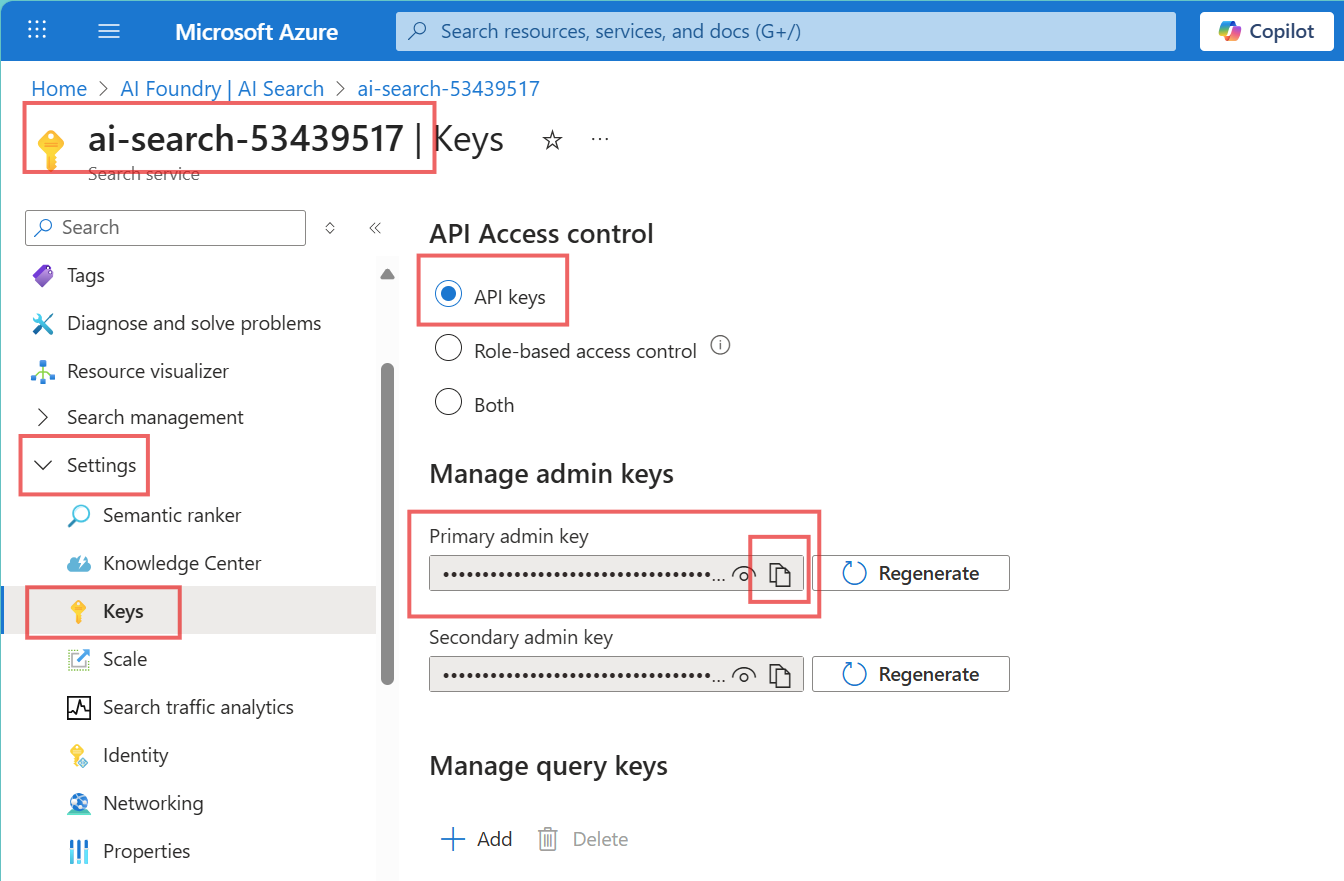 Microsoft Azure
Search resources, services, and docs (G+/)
Copilot
Home > AI Foundry | AI Search > ai-search-53439517
ai-search-53439517 | Keys
Search service
Search
Tags
Diagnose and solve problems
Resource visualizer
Search management
Settings
Semantic ranker
Knowledge Center
Keys
Scale
Search traffic analytics
Identity
Networking
Properties
API Access control
API keys
Role-based access control
Both
Manage admin keys
Primary admin key
Regenerate
Secondary admin key
Regenerate
Manage query keys
Add
Delete